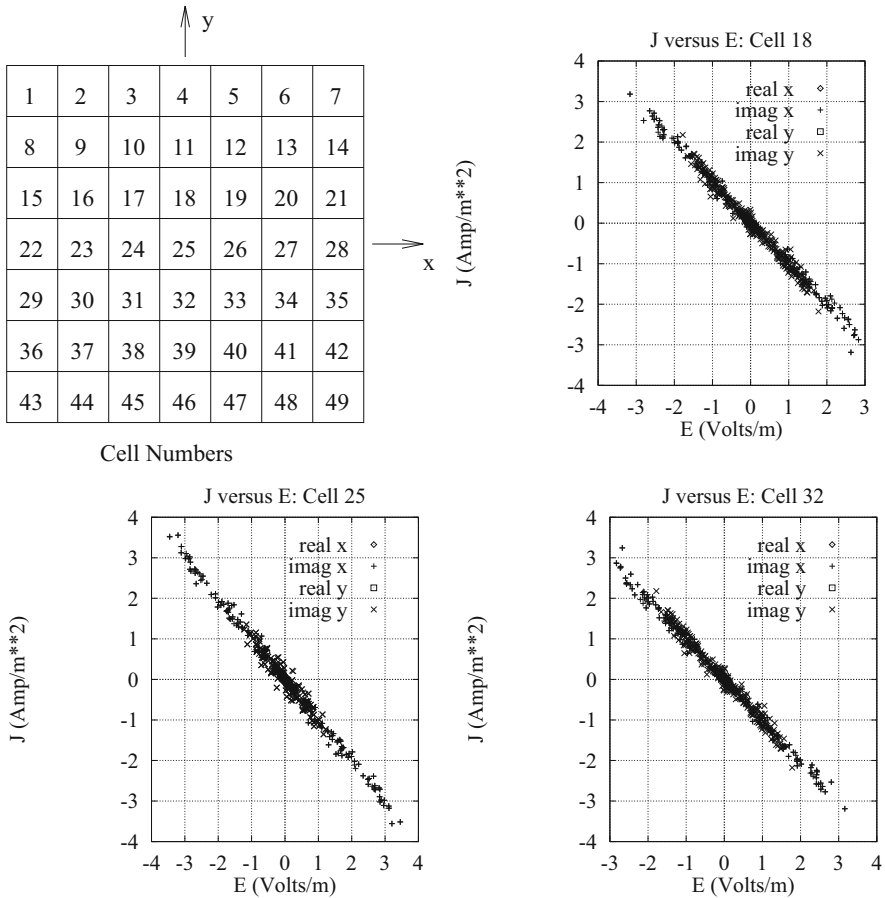 y
1 2 3 4 5 6 7
8 9 10 11 12 13 14
15 16 17 18 19 20 21
22 23 24 25 26 27 28
x
29 30 31 32 33 34 35
36 37 38 39 40 41 42
43 44 45 46 47 48 49
Cell Numbers
J versus E: Cell 18
real x
imag x
real y
imag y
4
3
2
1
0
-1
-2
-3
-4
J (Amp/m**2)
-4 -3 -2 -1 0 1 2 3
E (Volts/m)
J versus E: Cell 25
real x
imag x
real y
imag y
4
3
2
1
0
-1
-2
-3
-4
J (Amp/m**2)
-4 -3 -2 -1 0 1 2 3 4
E (Volts/m)
J versus E: Cell 32
real x
imag x
real y
imag y
4
3
2
1
0
-1
-2
-3
-4
J (Amp/m**2)
-3 -2 -1 0 1 2 3 4
E (Volts/m)